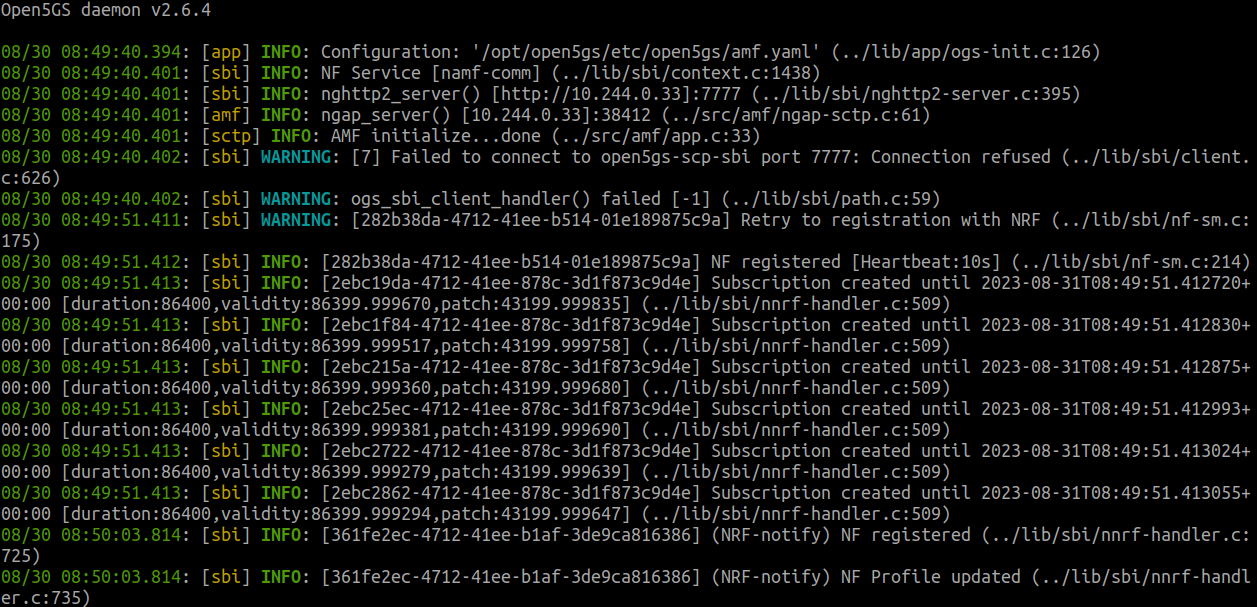 Open5GS daemon v2.6.4
08/30 08:49:40.394: [app] INFO: Configuration: '/opt/open5gs/etc/open5gs/amf.yaml' (../lib/app/ogs-init.c:126)
08/30 08:49:40.401: [sbi] INFO: NF Service [namf-comm] (../lib/sbi/context.c:1438)
08/30 08:49:40.401: [sbi] INFO: nghttp2_server() [http://10.244.0.33]:7777 (../lib/sbi/nghttp2-server.c:395)
08/30 08:49:40.401: [amf] INFO: ngap_server() [10.244.0.33]:38412 (../src/amf/ngap-sctp.c:61)
08/30 08:49:40.401: [sctp] INFO: AMF initialize...done (../src/amf/app.c:33)
08/30 08:49:40.402: [sbi] WARNING: [7] Failed to connect to open5gs-scp-sbi port 7777: Connection refused (../lib/sbi/client.
c:626)
08/30 08:49:40.402: [sbi] WARNING: ogs_sbi_client_handler() failed [-1] (../lib/sbi/path.c:59)
08/30 08:49:51.411: [sbi] WARNING: [282b38da-4712-41ee-b514-01e189875c9a] Retry to registration with NRF (../lib/sbi/nf-sm.c:
175)
08/30 08:49:51.412: [sbi] INFO: [282b38da-4712-41ee-b514-01e189875c9a] NF registered [Heartbeat:10s] (../lib/sbi/nf-sm.c:214)
08/30 08:49:51.413: [sbi] INFO: [2ebc19da-4712-41ee-878c-3d1f873c9d4e] Subscription created until 2023-08-31T08:49:51.412720+
00:00 [duration:86400,validity:86399.999670,patch:43199.999835] (../lib/sbi/nnrf-handler.c:509)
08/30 08:49:51.413: [sbi] INFO: [2ebc1f84-4712-41ee-878c-3d1f873c9d4e] Subscription created until 2023-08-31T08:49:51.412830+
00:00 [duration:86400,validity:86399.999517,patch:43199.999758] (../lib/sbi/nnrf-handler.c:509)
08/30 08:49:51.413: [sbi] INFO: [2ebc215a-4712-41ee-878c-3d1f873c9d4e] Subscription created until 2023-08-31T08:49:51.412875+
00:00 [duration:86400,validity:86399.999360,patch:43199.999680] (../lib/sbi/nnrf-handler.c:509)
08/30 08:49:51.413: [sbi] INFO: [2ebc25ec-4712-41ee-878c-3d1f873c9d4e] Subscription created until 2023-08-31T08:49:51.412993+
00:00 [duration:86400,validity:86399.999381,patch:43199.999690] (../lib/sbi/nnrf-handler.c:509)
08/30 08:49:51.413: [sbi] INFO: [2ebc2722-4712-41ee-878c-3d1f873c9d4e] Subscription created until 2023-08-31T08:49:51.413024+
00:00 [duration:86400,validity:86399.999279,patch:43199.999639] (../lib/sbi/nnrf-handler.c:509)
08/30 08:49:51.413: [sbi] INFO: [2ebc2862-4712-41ee-878c-3d1f873c9d4e] Subscription created until 2023-08-31T08:49:51.413055+
00:00 [duration:86400,validity:86399.999294,patch:43199.999647] (../lib/sbi/nnrf-handler.c:509)
08/30 08:50:03.814: [sbi] INFO: [361fe2ec-4712-41ee-b1af-3de9ca816386] (NRF-notify) NF registered (../lib/sbi/nnrf-handler.c:
725)
08/30 08:50:03.814: [sbi] INFO: [361fe2ec-4712-41ee-b1af-3de9ca816386] (NRF-notify) NF Profile updated (../lib/sbi/nnrf-handl
er.c:735)